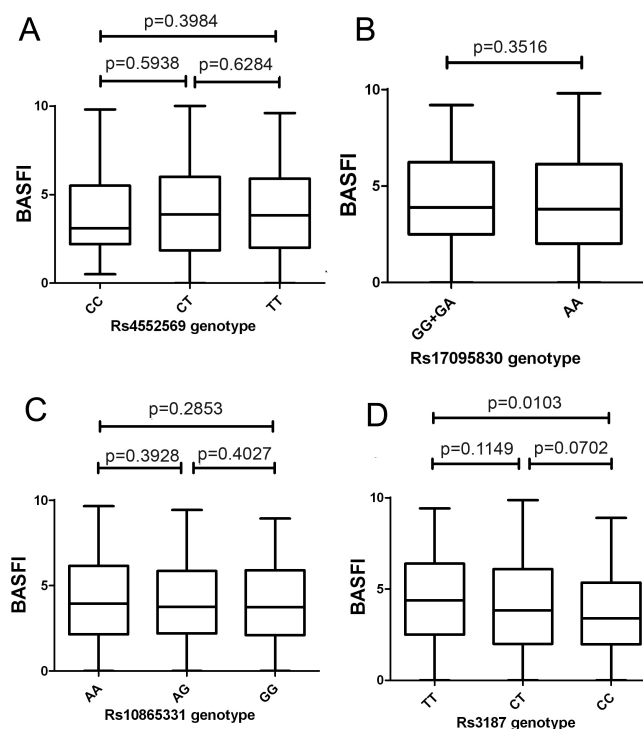 A
p=0.3984
p=0.5938 p=0.6284
10
5
0
BASFI
CC CT TT
Rs4552569 genotype
B
p=0.3516
10
5
0
BASFI
GG+GA AA
Rs17095830 genotype
C
p=0.2853
p=0.3928 p=0.4027
10
5
0
BASFI
AA AG GG
Rs10865331 genotype
D
p=0.0103
p=0.1149 p=0.0702
10
5
0
BASFI
TT CT CC
Rs3187 genotype